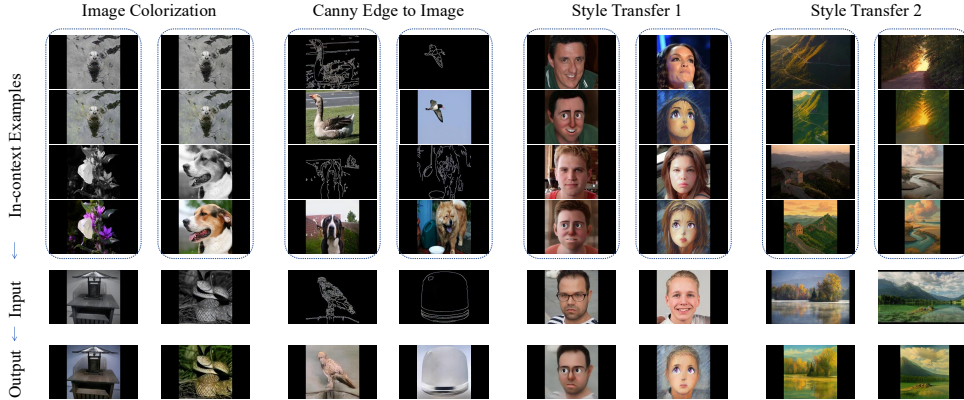 Image Colorization
Canny Edge to Image
Style Transfer 1
Style Transfer 2
In-context Examples
Input
Output